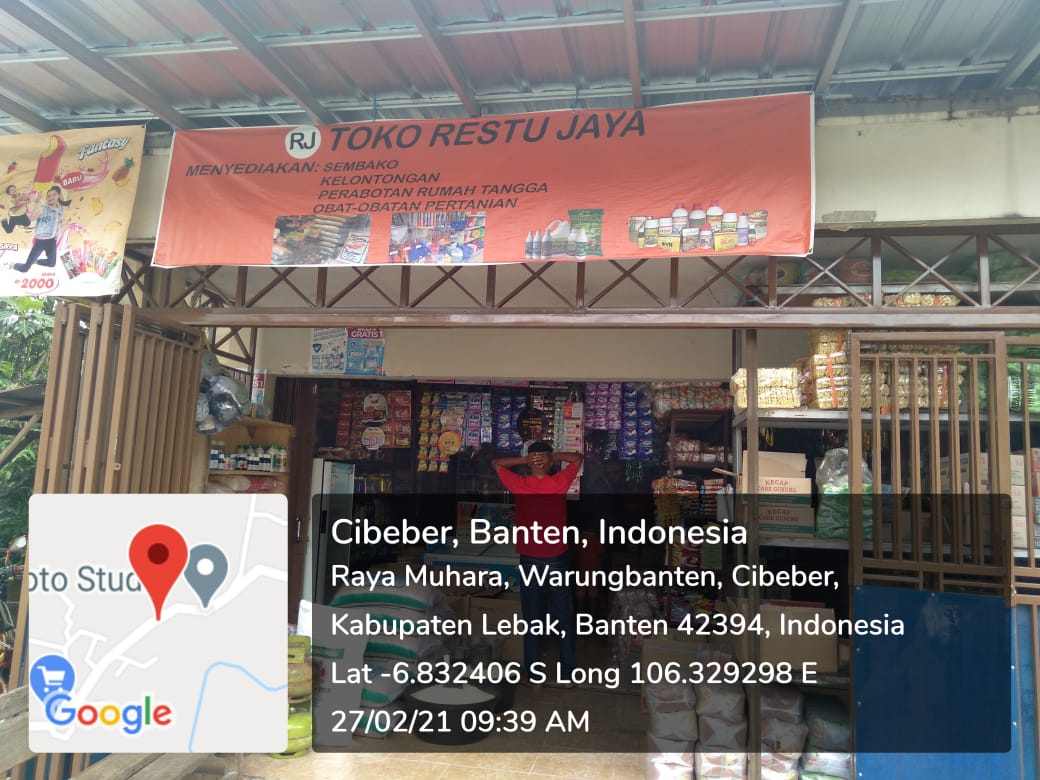 Fantasy
BARU
2000
RJ TOKO RESTU JAYA
MENYEDIAKAN: SEMBAKO
KELONTONGAN
PERABOTAN RUMAH TANGGA
OBAT-OBATAN PERTANIAN
GRATIS 1
KECAP
KECAP
Cibeber, Banten, Indonesia
Raya Muhara, Warungbanten, Cibeber,
Kabupaten Lebak, Banten 42394, Indonesia
Lat -6.832406 S Long 106.329298 E
27/02/21 09:39 AM
oto Stud
Google